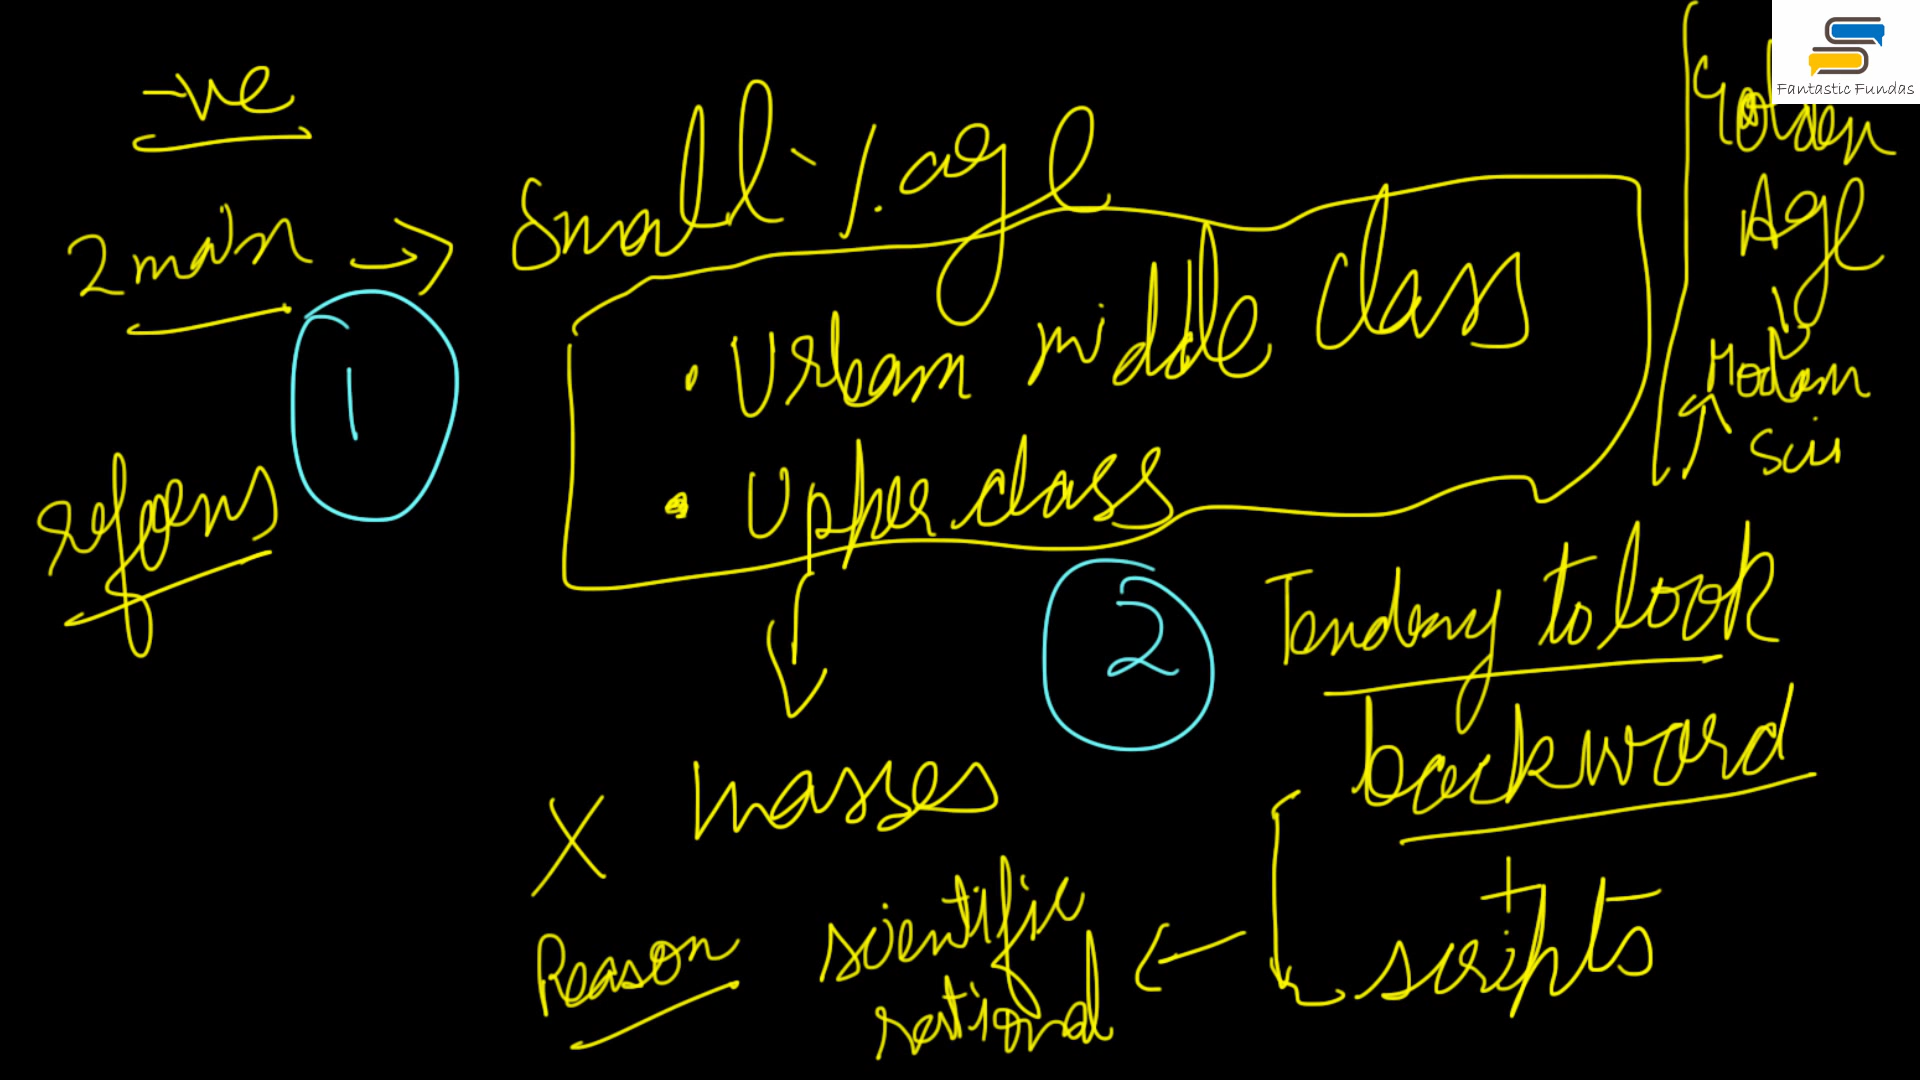 -ve
2 main →
reforms
1
Small %age
• Urban middle class
• Upper class
X masses
Reason
2
Tendency to look
backward
+
scripts
scientific
rational
Golden
Age
Modern
Sci
Fantastic Fundas